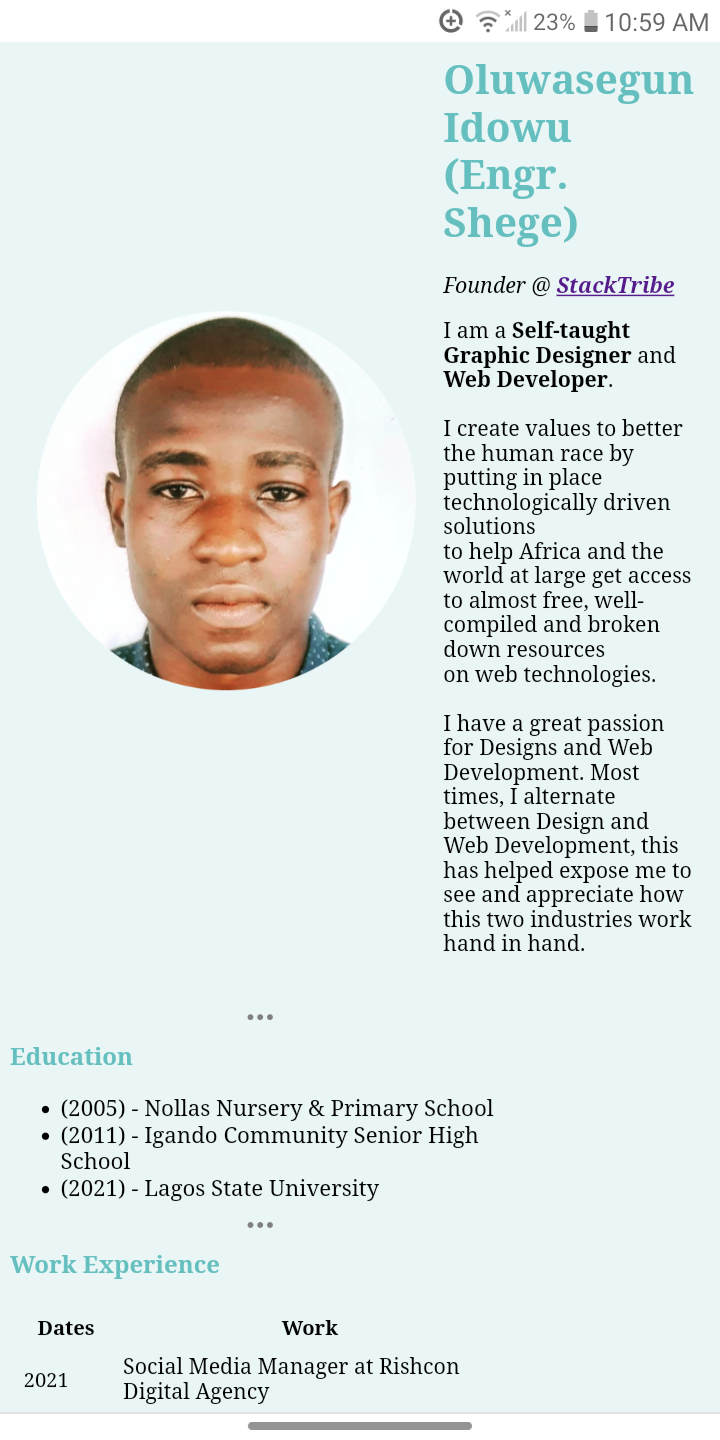 23% 10:59 AM
Oluwasegun
Idowu
(Engr.
Shege)
Founder @ StackTribe
I am a Self-taught
Graphic Designer and
Web Developer.
I create values to better
the human race by
putting in place
technologically driven
solutions
to help Africa and the
world at large get access
to almost free, well-
compiled and broken
down resources
on web technologies.
I have a great passion
for Designs and Web
Development. Most
times, I alternate
between Design and
Web Development, this
has helped expose me to
see and appreciate how
this two industries work
hand in hand.
Education
(2005) - Nollas Nursery & Primary School
(2011) - Igando Community Senior High
School
(2021) - Lagos State University
Work Experience
Dates Work
2021 Social Media Manager at Rishcon
Digital Agency